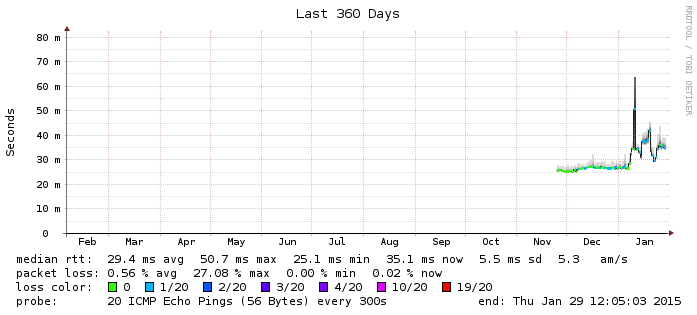 Last 360 Days
RRDTOOL / TOBI OETIKER
Seconds
80 m
70 m
60 m
50 m
40 m
30 m
20 m
10 m
0
Feb Mar Apr May Jun Jul Aug Sep Oct Nov Dec Jan
median rtt: 29.4 ms avg 50.7 ms max 25.1 ms min 35.1 ms now 5.5 ms sd 5.3 am/s
packet loss: 0.56 % avg 27.08 % max 0.00 % min 0.02 % now
loss color: 0 1/20 2/20 3/20 4/20 10/20 19/20
probe: 20 ICMP Echo Pings (56 Bytes) every 300s end: Thu Jan 29 12:05:03 2015